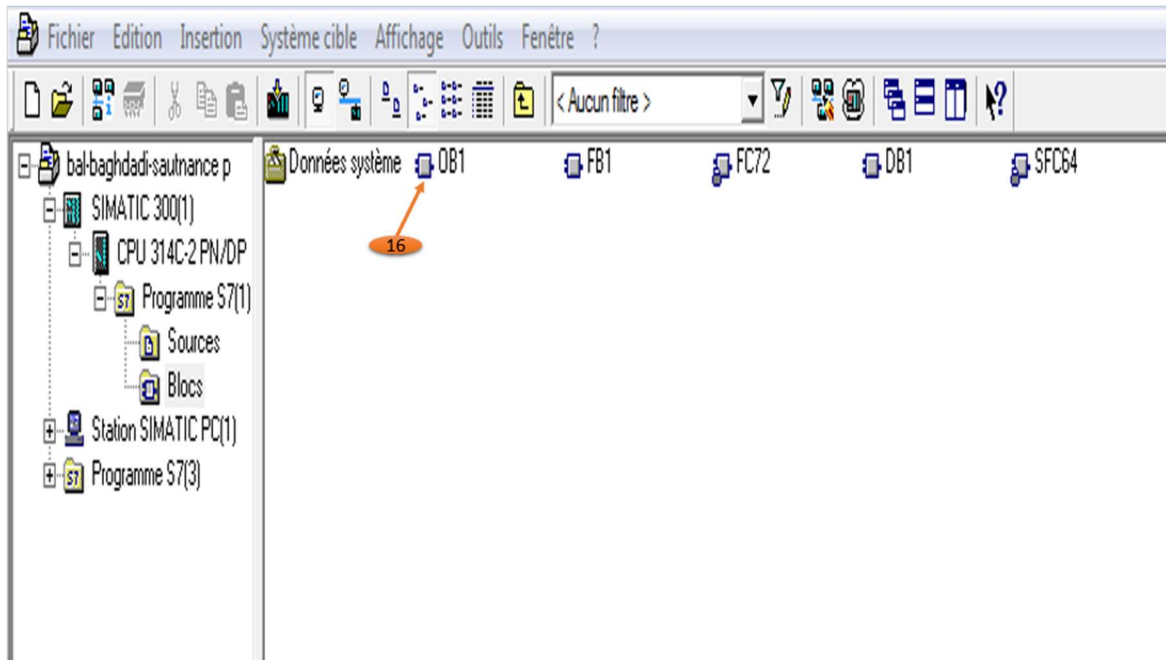 Fichier Edition Insertion Système cible Affichage Outils Fenêtre ?
< Aucun filtre >
bal-baghdadi-sautnance p
SIMATIC 300(1)
CPU 314C-2 PN/DP
Programme S7(1)
Sources
Blocs
Station SIMATIC PC(1)
Programme S7(3)
Données système OB1 FB1 FC72 DB1 SFC64
16